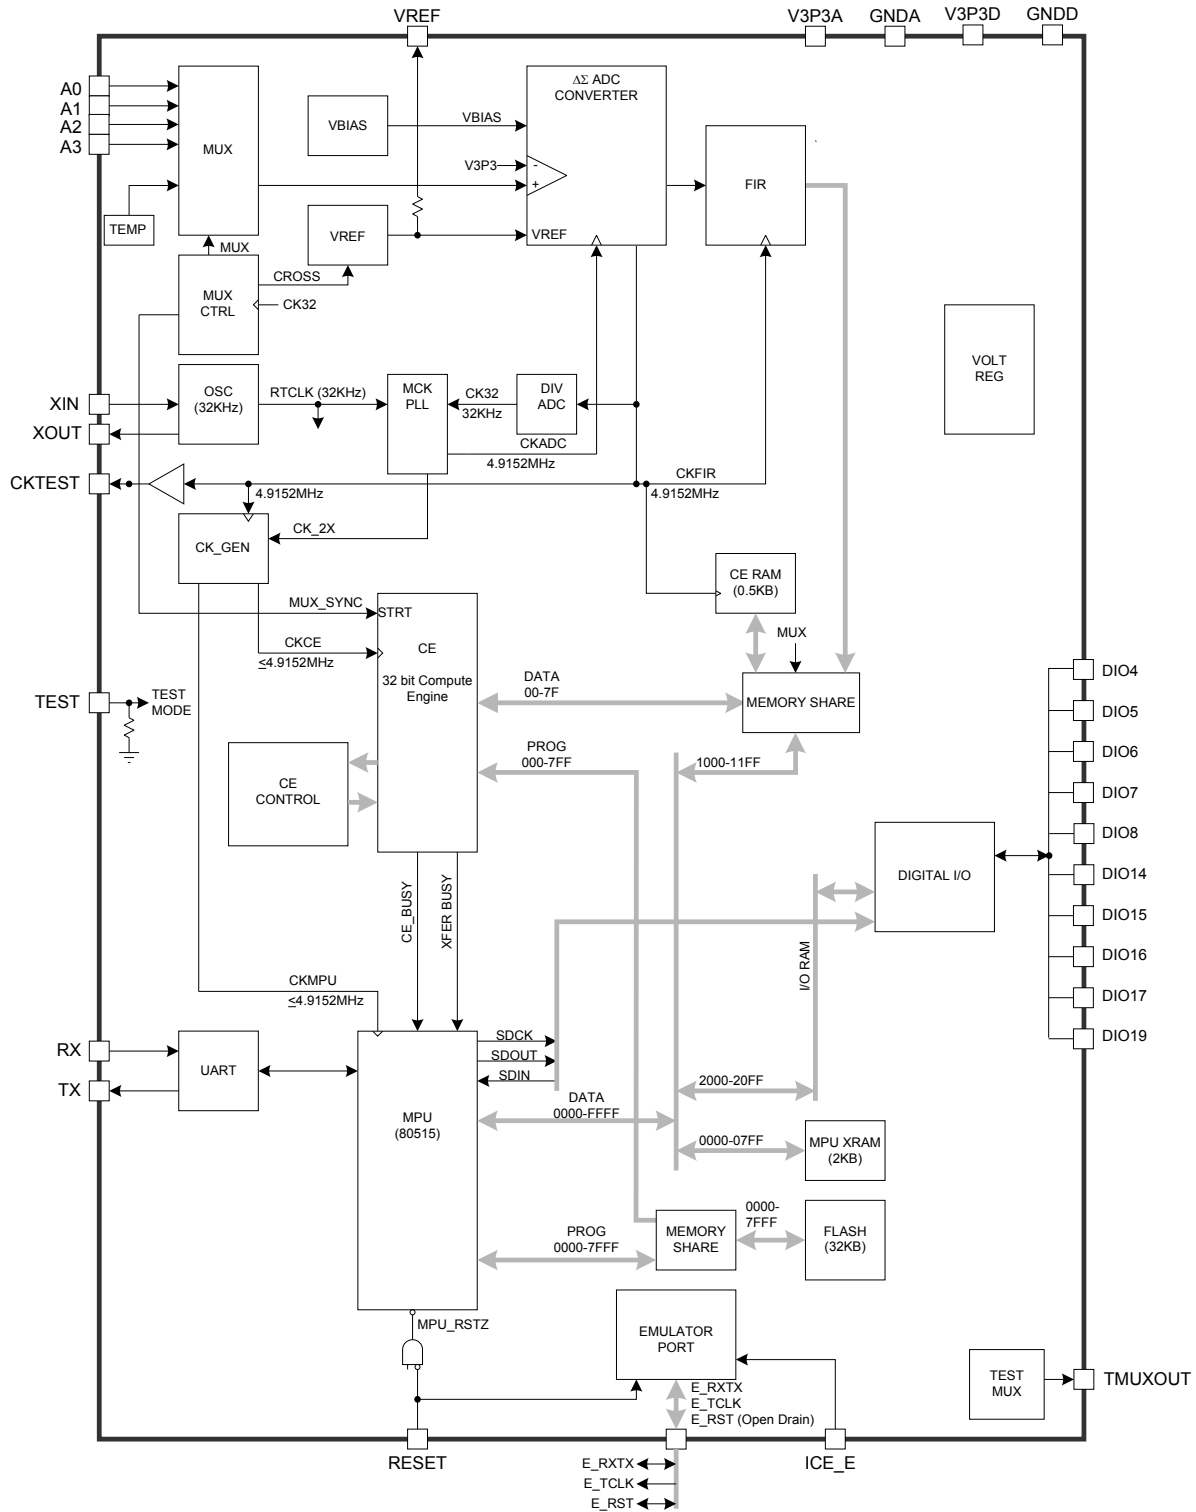 VREF
V3P3A
GNDA
V3P3D
GNDD
A0
A1
A2
A3
MUX
TEMP
VBIAS
VBIAS
V3P3
-
+
ΔΣ ADC
CONVERTER
VREF
FIR
VREF
MUX
CROSS
MUX
CTRL
CK32
VOLT
REG
XIN
XOUT
OSC
(32KHz)
RTCLK (32KHz)
MCK
PLL
CK32
32KHz
DIV
ADC
CKADC
4.9152MHz
CKTEST
4.9152MHz
CKFIR
4.9152MHz
CK_GEN
CK_2X
CE RAM
(0.5KB)
MUX_SYNC
STRT
CKCE
≤4.9152MHz
CE
32 bit Compute
Engine
MUX
MEMORY SHARE
DATA
00-7F
TEST
TEST
MODE
CE
CONTROL
PROG
000-7FF
1000-11FF
DIO4
DIO5
DIO6
DIO7
DIO8
DIO14
DIO15
DIO16
DIO17
DIO19
DIGITAL I/O
I/O RAM
CE_BUSY
XFER BUSY
CKMPU
≤4.9152MHz
RX
TX
UART
MPU
(80515)
SDCK
SDOUT
SDIN
DATA
0000-FFFF
2000-20FF
0000-07FF
MPU XRAM
(2KB)
PROG
0000-7FFF
MEMORY
SHARE
0000-
7FFF
FLASH
(32KB)
MPU_RSTZ
EMULATOR
PORT
E_RXTX
E_TCLK
E_RST (Open Drain)
TEST
MUX
TMUXOUT
RESET
ICE_E
E_RXTX
E_TCLK
E_RST